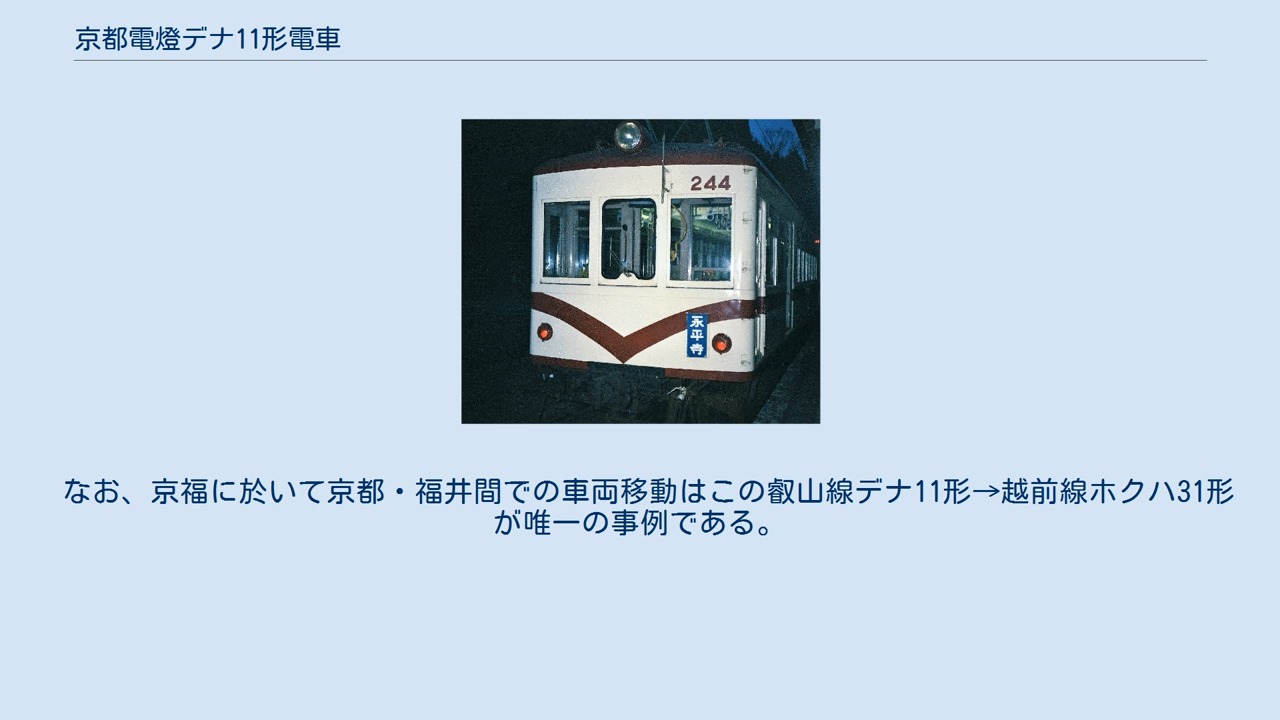 京都電燈デナ11形電車
244
永平寺
なお、京福に於いて京都・福井間での車両移動はこの叡山線デナ11形→越前線ホクハ31形
が唯一の事例である。